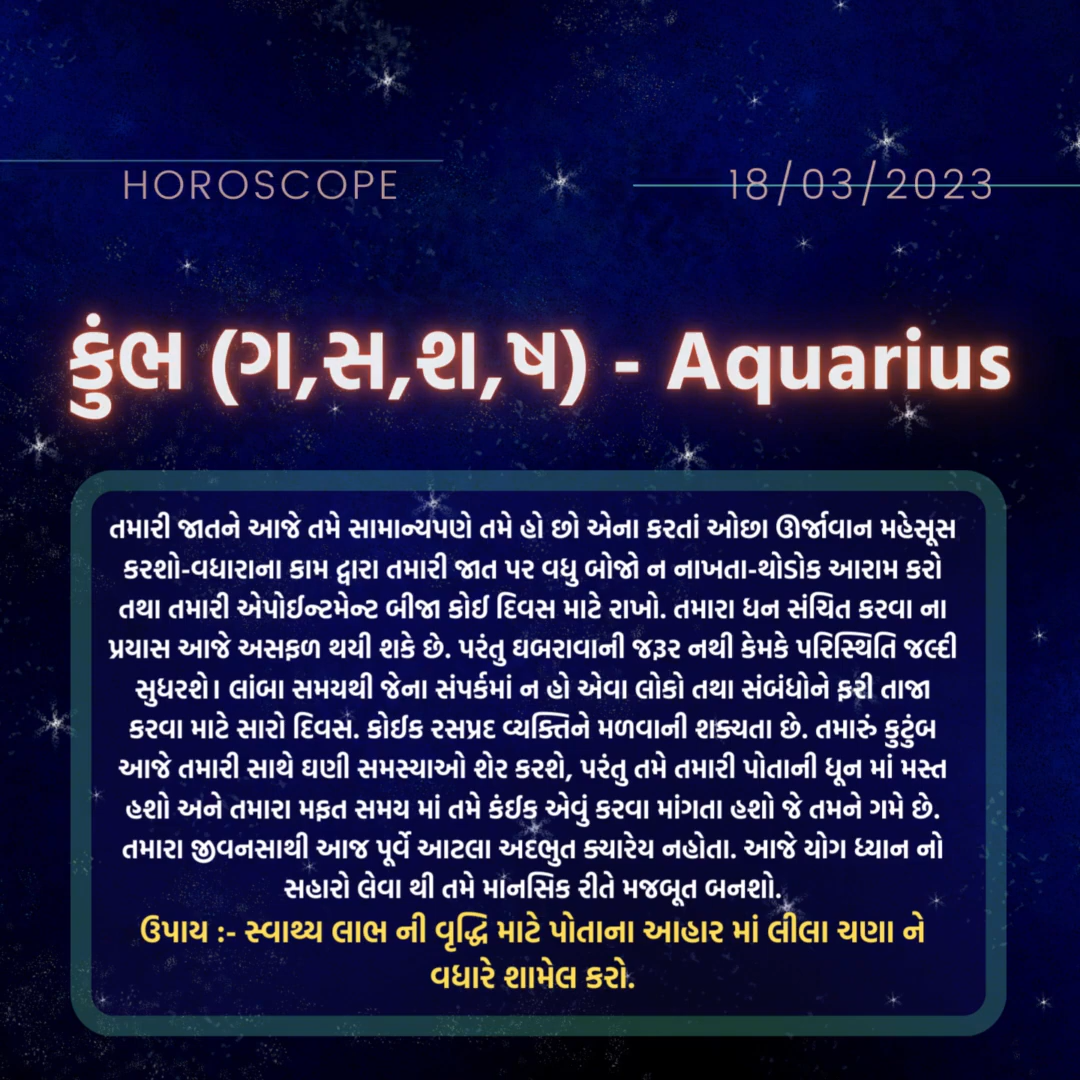 HOROSCOPE
18/03/2023
કુંભ (ગ,સ,શ,ષ) - Aquarius
તમારી જાતને આજે તમે સામાન્યપણે તમે હો છો એના કરતાં ઓછા ઊર્જાવાન મહેસૂસ
કરશો-વધારાના કામ દ્વારા તમારી જાત પર વધુ બોજો ન નાખતા-થોડોક આરામ કરો
તથા તમારી એપોઈન્ટમેન્ટ બીજા કોઈ દિવસ માટે રાખો. તમારા ધન સંચિત કરવા ના
પ્રયાસ આજે અસફળ થયી શકે છે. પરંતુ ઘબરાવાની જરૂર નથી કેમકે પરિસ્થિતિ જલ્દી
સુધરશે। લાંબા સમયથી જેના સંપર્કમાં ન હો એવા લોકો તથા સંબંધોને ફરી તાજા
કરવા માટે સારો દિવસ. કોઈક રસપ્રદ વ્યક્તિને મળવાની શક્યતા છે. તમારું કુટુંબ
આજે તમારી સાથે ઘણી સમસ્યાઓ શેર કરશે, પરંતુ તમે તમારી પોતાની ધૂન માં મસ્ત
હશો અને તમારા મફત સમય માં તમે કંઈક એવું કરવા માંગતા હશો જે તમને ગમે છે.
તમારા જીવનસાથી આજ પૂર્વે આટલા અદભુત ક્યારેય નહોતા. આજે યોગ ધ્યાન નો
સહારો લેવા થી તમે માનસિક રીતે મજબૂત બનશો.
ઉપાય :- સ્વાથ્ય લાભ ની વૃદ્ધિ માટે પોતાના આહાર માં લીલા ચણા ને
વધારે શામેલ કરો.